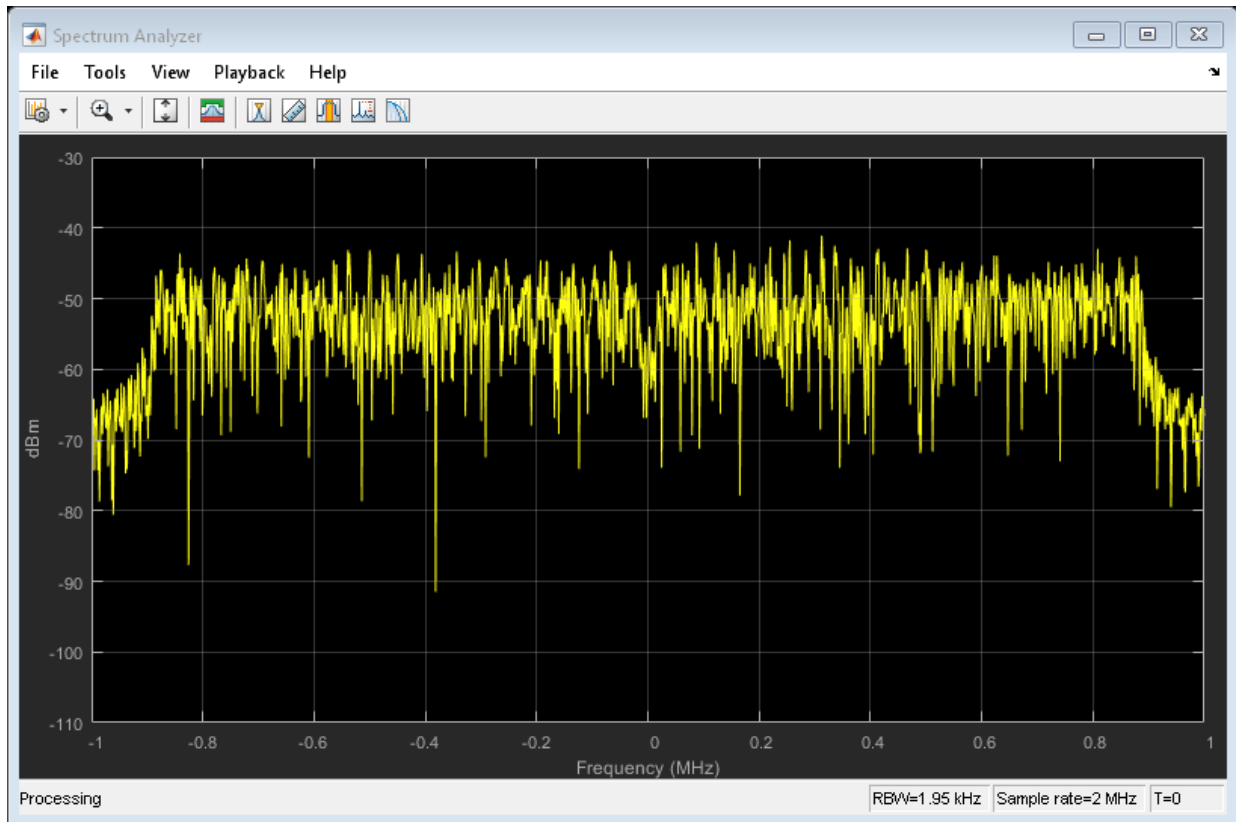 Spectrum Analyzer
File Tools View Playback Help
-30
-40
-50
-60
-70
-80
-90
-100
-110
dBm
-1 -0.8 -0.6 -0.4 -0.2 0 0.2 0.4 0.6 0.8 1
Frequency (MHz)
Processing RBW=1.95 kHz Sample rate=2 MHz T=0